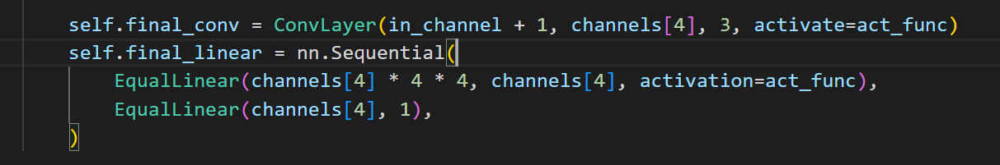 self.final_conv = ConvLayer(in_channel + 1, channels[4], 3, activate=act_func)
self.final_linear = nn.Sequential(
    EqualLinear(channels[4] * 4 * 4, channels[4], activation=act_func),
    EqualLinear(channels[4], 1),
)